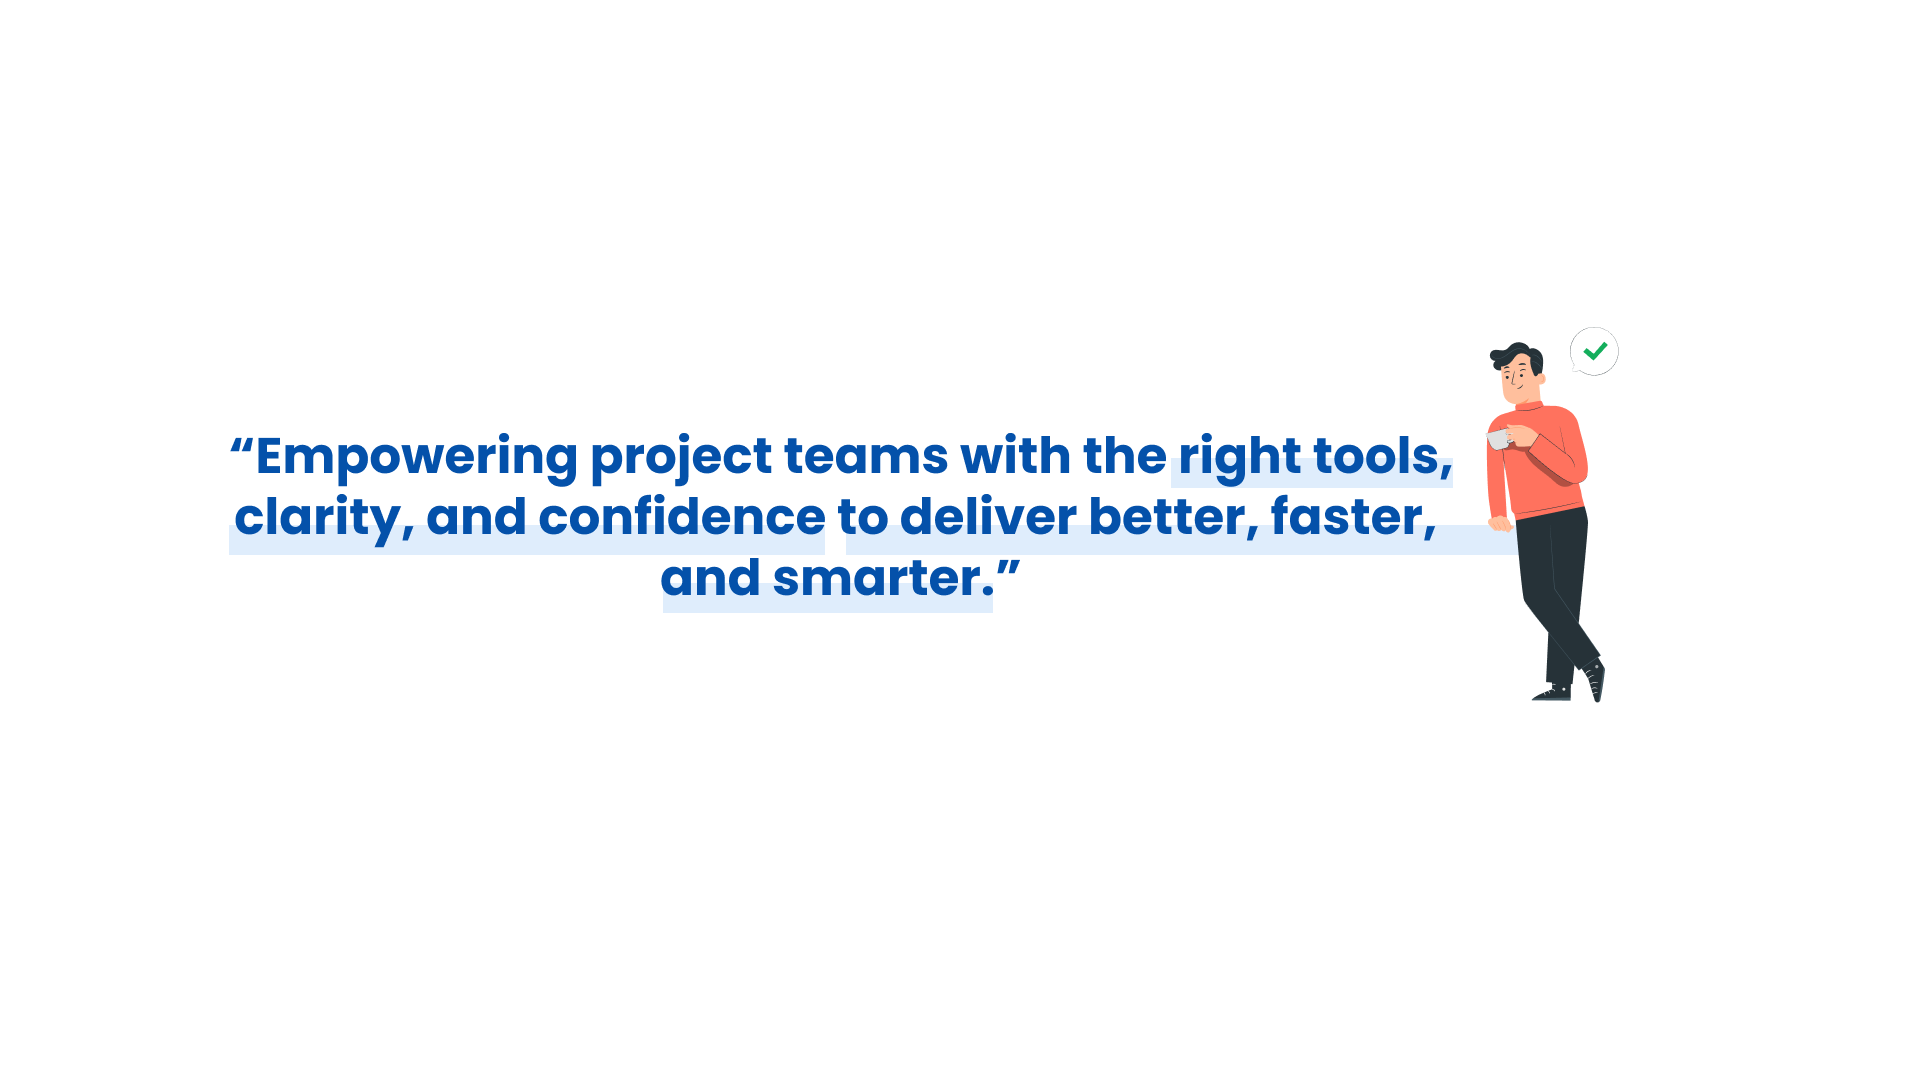 “Empowering project teams with the right tools,
clarity, and confidence to deliver better, faster,
and smarter.”